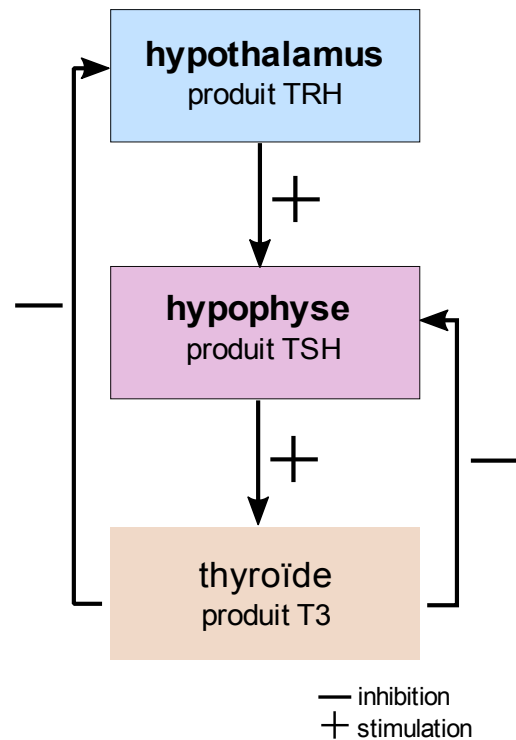 hypothalamus
produit TRH
+
hypophyse
produit TSH
+
thyroïde
produit T3
— inhibition
+ stimulation